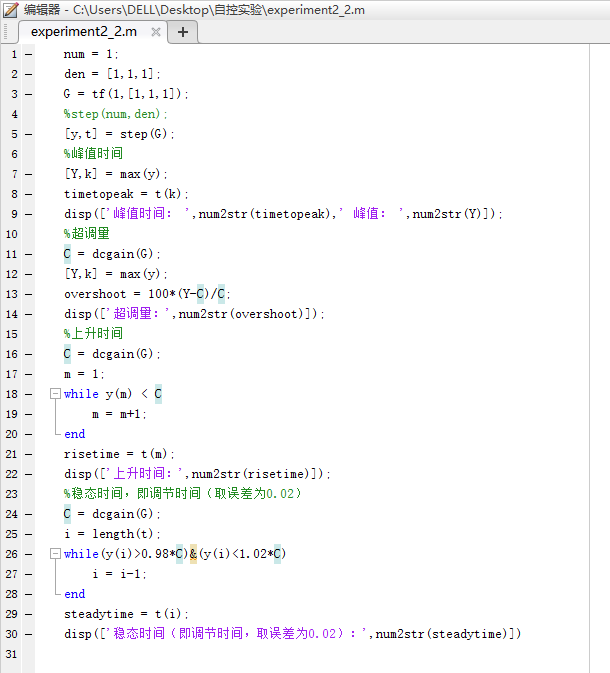 编辑器 - C:\Users\DELL\Desktop\自控实验\experiment2_2.m
experiment2_2.m × +
1 － num = 1;
2 － den = [1,1,1];
3 － G = tf(1,[1,1,1]);
4 %step(num,den);
5 － [y,t] = step(G);
6 %峰值时间
7 － [Y,k] = max(y);
8 － timetopeak = t(k);
9 － disp(['峰值时间: ',num2str(timetopeak),' 峰值: ',num2str(Y)]);
10 %超调量
11 － C = dcgain(G);
12 － [Y,k] = max(y);
13 － overshoot = 100*(Y-C)/C;
14 － disp(['超调量:',num2str(overshoot)]);
15 %上升时间
16 － C = dcgain(G);
17 － m = 1;
18 － while y(m) < C
19 － m = m+1;
20 － end
21 － risetime = t(m);
22 － disp(['上升时间:',num2str(risetime)]);
23 %稳态时间，即调节时间（取误差为0.02）
24 － C = dcgain(G);
25 － i = length(t);
26 － while(y(i)>0.98*C)&(y(i)<1.02*C)
27 － i = i-1;
28 － end
29 － steadytime = t(i);
30 － disp(['稳态时间（即调节时间，取误差为0.02）:',num2str(steadytime)])
31